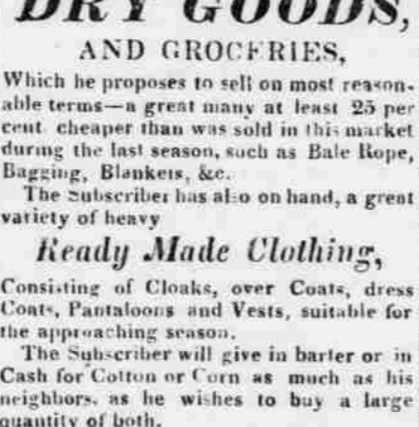 DRY GOODS,
AND GROCERIES,
Which he proposes to sell on most reason-
able terms—a great many at least 25 per
cent. cheaper than was sold in this market
during the last season, such as Bale Rope,
Bagging, Blankets, &c.
The Subscriber has also on hand, a great
variety of heavy
Ready Made Clothing,
Consisting of Cloaks, over Coats, dress
Coats, Pantaloons and Vests, suitable for
the approaching season.
The Subscriber will give in barter or in
Cash for Cotton or Corn as much as his
neighbors, as he wishes to buy a large
quantity of both.